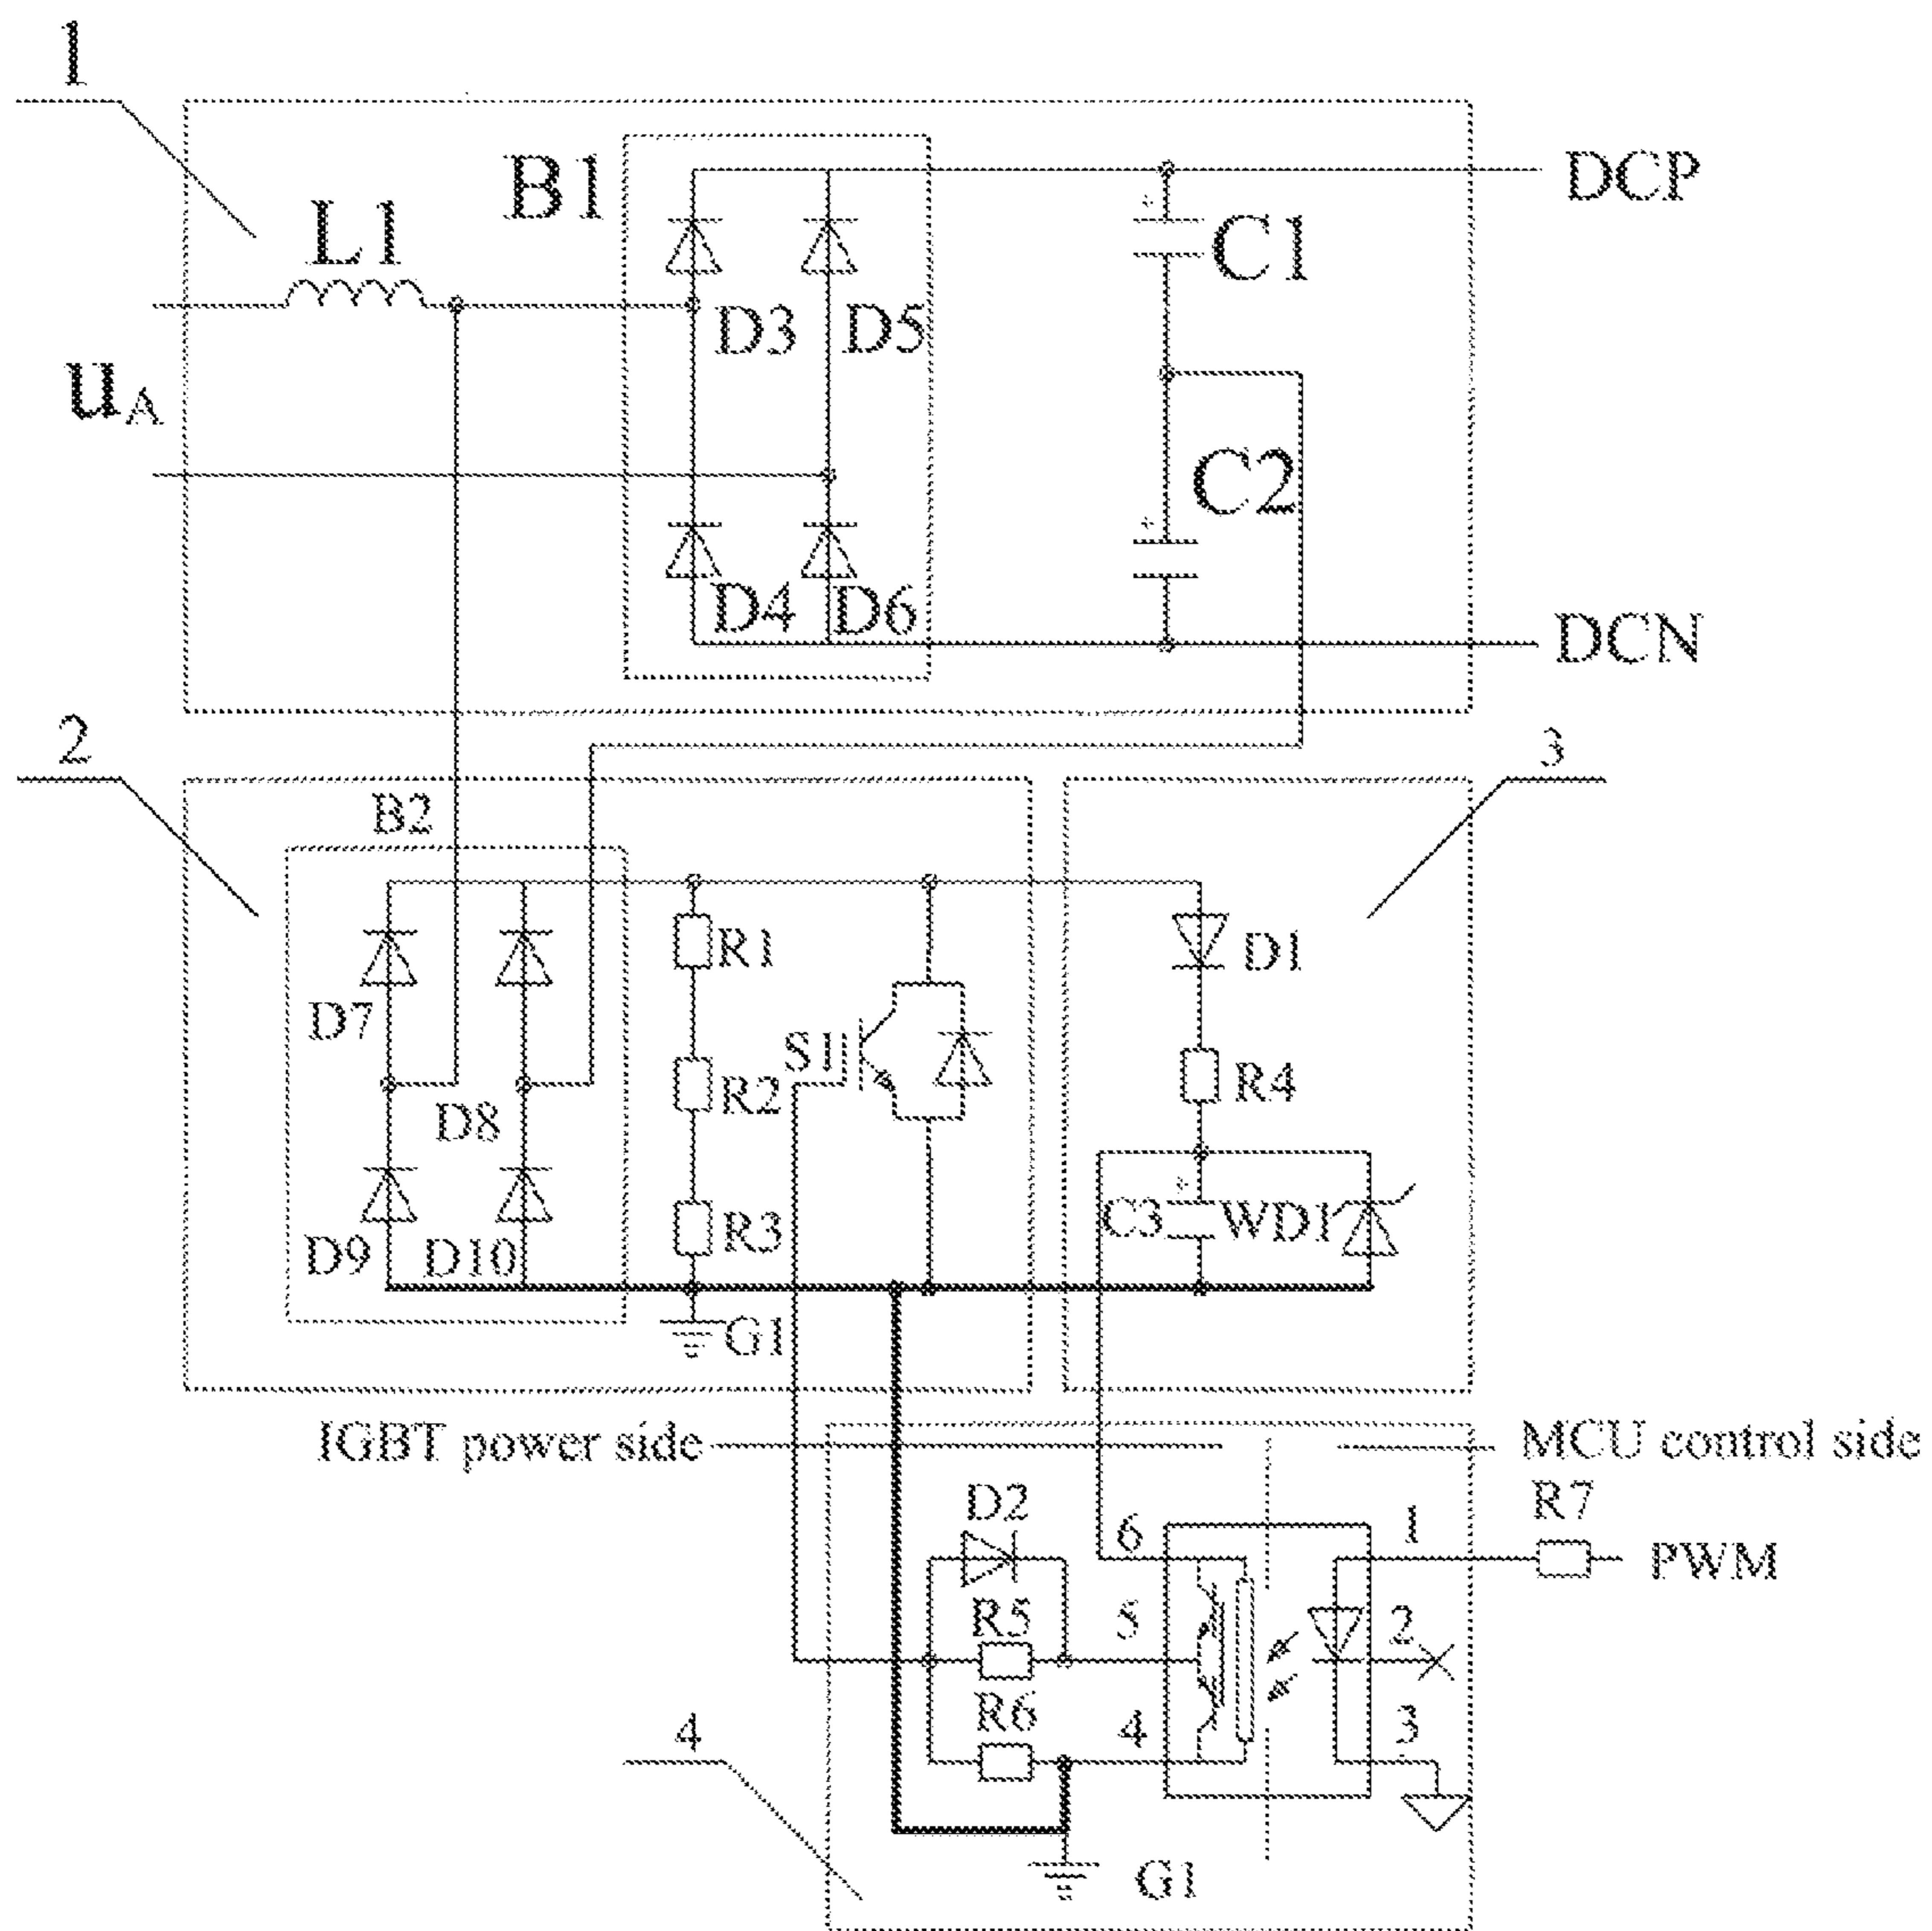 1
B1
DCP
L1
C1
D3
D5
uA
C2
D4
D6
DCN
2
3
B2
R1
D1
D7
S1
R2
R4
D8
C3
WD1
R3
D9
D10
G1
IGBT power side
MCU control side
D2
R7
6
1
PWM
R5
5
2
R6
4
3
4
G1